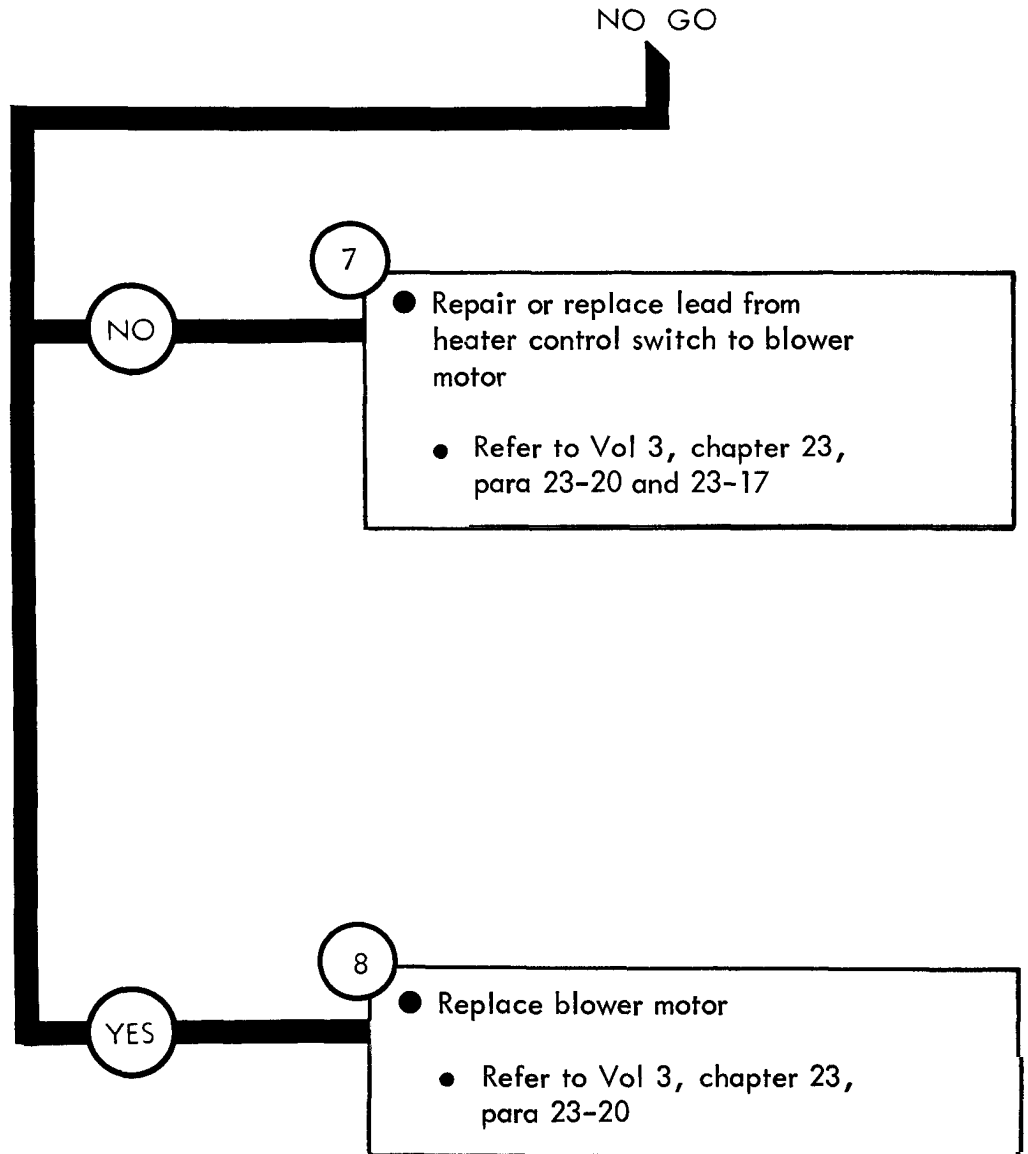 NO GO
7
● Repair or replace lead from
heater control switch to blower
motor
● Refer to Vol 3, chapter 23,
para 23-20 and 23-17
NO
8
● Replace blower motor
● Refer to Vol 3, chapter 23,
para 23-20
YES